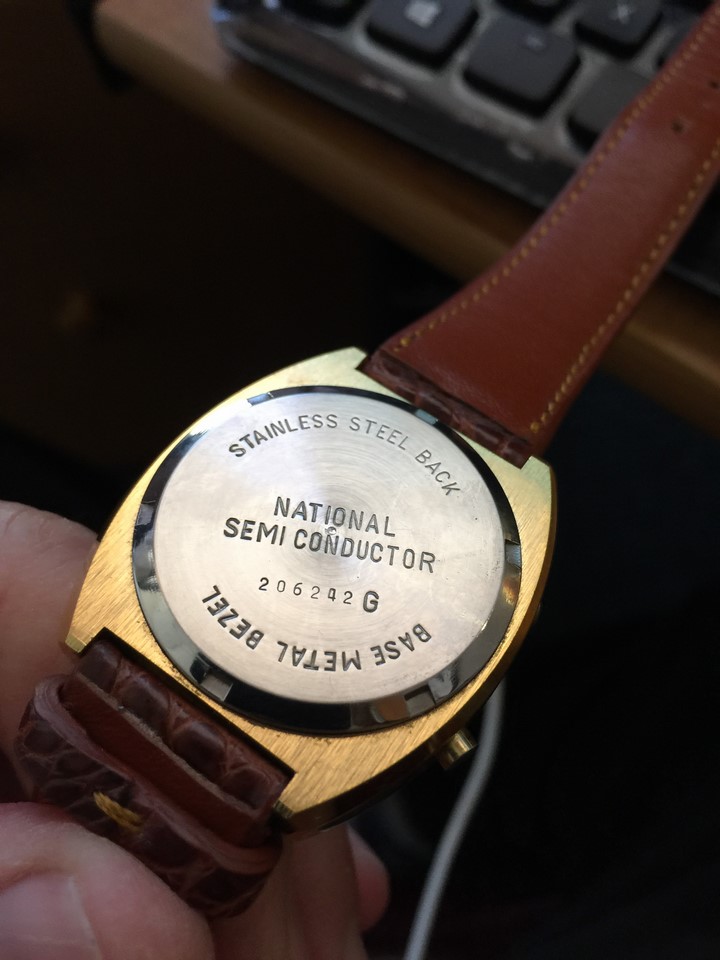 STAINLESS STEEL BACK
NATIONAL
SEMI CONDUCTOR
206242 G
BASE METAL BEZEL
X